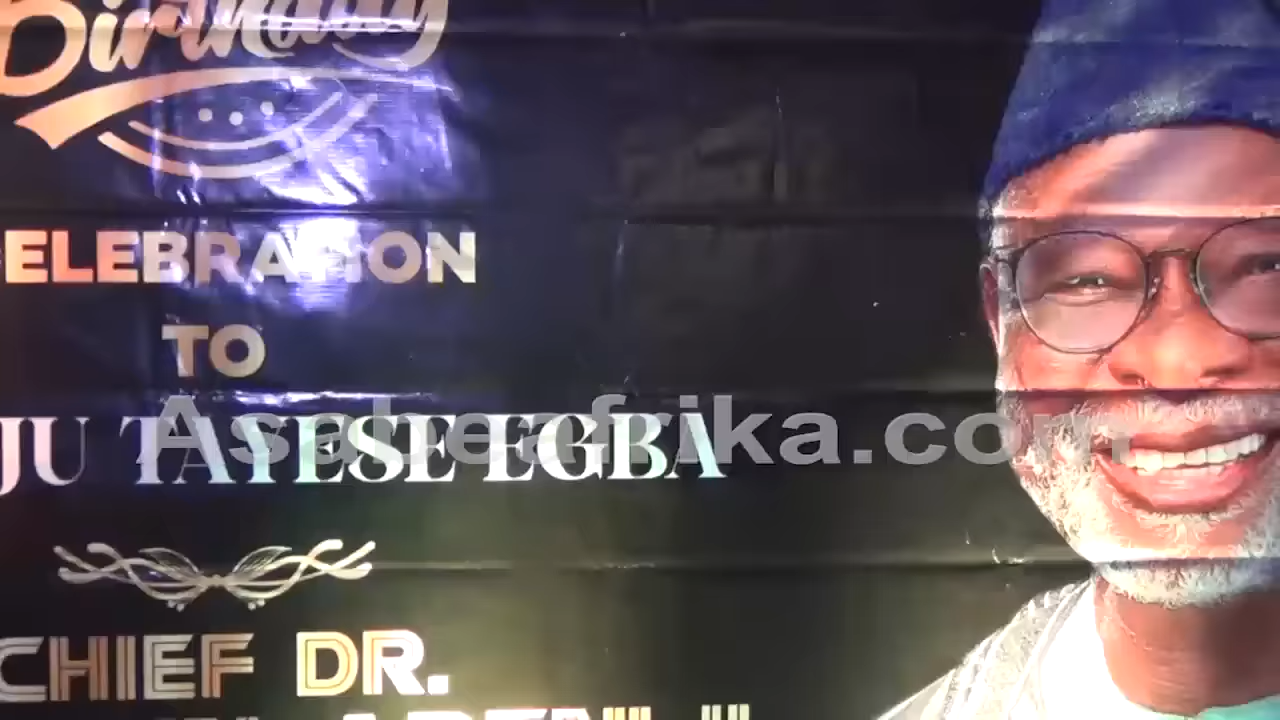 Birthday
CELEBRATION
TO
JU TAYESE EGBA
Asabeafrika.com
CHIEF DR.